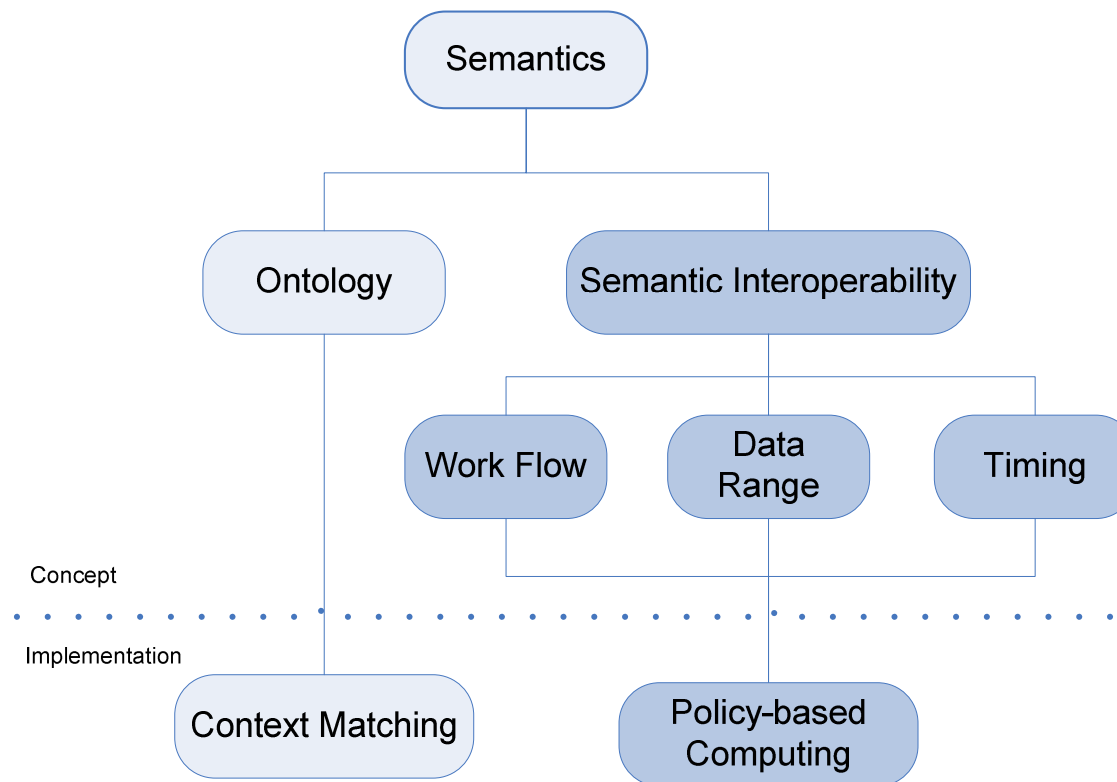 Semantics
Ontology
Semantic Interoperability
Work Flow
Data
Range
Timing
Concept
Implementation
Context Matching
Policy-based
Computing